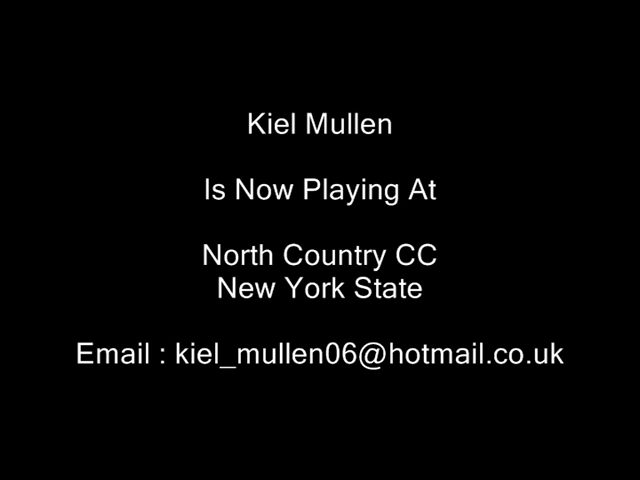 Kiel Mullen
Is Now Playing At
North Country CC
New York State
Email : kiel_mullen06@hotmail.co.uk